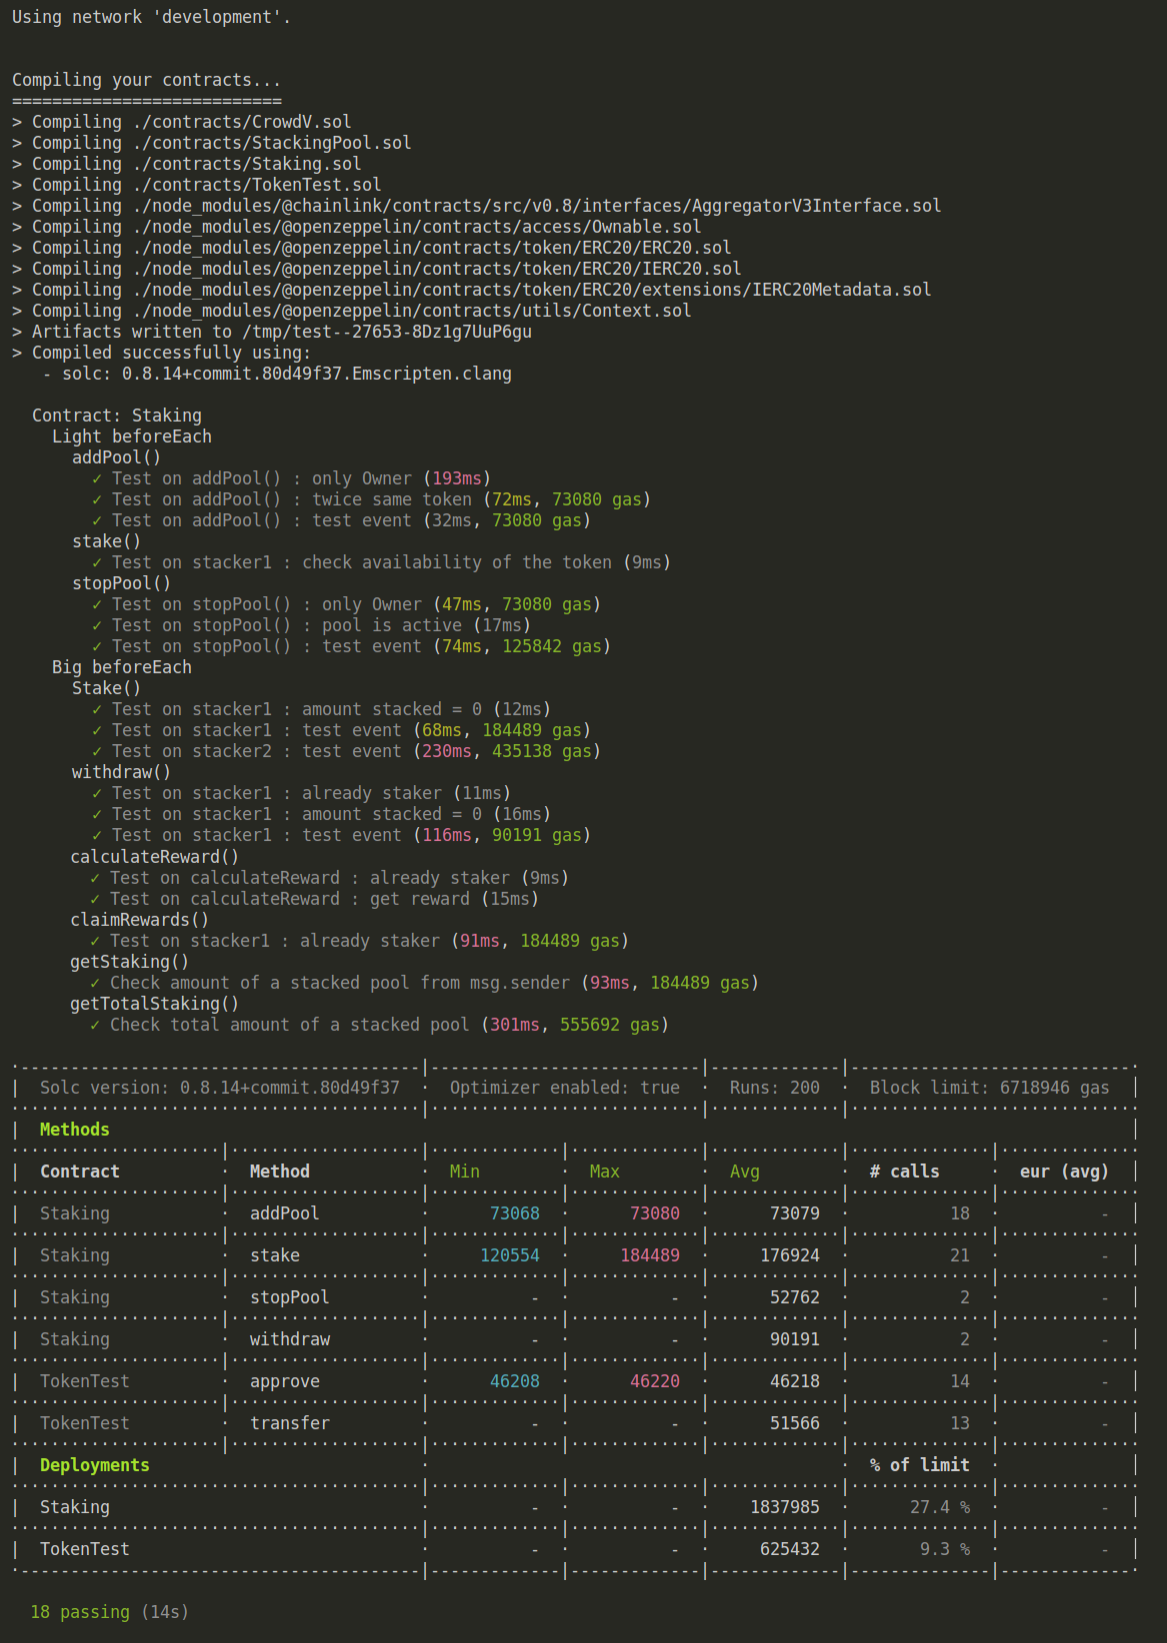 Using network 'development'.
Compiling your contracts...
===========================
> Compiling ./contracts/CrowdV.sol
> Compiling ./contracts/StackingPool.sol
> Compiling ./contracts/Staking.sol
> Compiling ./contracts/TokenTest.sol
> Compiling ./node_modules/@chainlink/contracts/src/v0.8/interfaces/AggregatorV3Interface.sol
> Compiling ./node_modules/@openzeppelin/contracts/access/Ownable.sol
> Compiling ./node_modules/@openzeppelin/contracts/token/ERC20/ERC20.sol
> Compiling ./node_modules/@openzeppelin/contracts/token/ERC20/IERC20.sol
> Compiling ./node_modules/@openzeppelin/contracts/token/ERC20/extensions/IERC20Metadata.sol
> Compiling ./node_modules/@openzeppelin/contracts/utils/Context.sol
> Artifacts written to /tmp/test--27653-8Dz1g7UuP6gu
> Compiled successfully using:
- solc: 0.8.14+commit.80d49f37.Emscripten.clang
Contract: Staking
Light beforeEach
addPool()
✓ Test on addPool() : only Owner (193ms)
✓ Test on addPool() : twice same token (72ms, 73080 gas)
✓ Test on addPool() : test event (32ms, 73080 gas)
stake()
✓ Test on stacker1 : check availability of the token (9ms)
stopPool()
✓ Test on stopPool() : only Owner (47ms, 73080 gas)
✓ Test on stopPool() : pool is active (17ms)
✓ Test on stopPool() : test event (74ms, 125842 gas)
Big beforeEach
Stake()
✓ Test on stacker1 : amount stacked = 0 (12ms)
✓ Test on stacker1 : test event (68ms, 184489 gas)
✓ Test on stacker2 : test event (230ms, 435138 gas)
withdraw()
✓ Test on stacker1 : already staker (11ms)
✓ Test on stacker1 : amount stacked = 0 (16ms)
✓ Test on stacker1 : test event (116ms, 90191 gas)
calculateReward()
✓ Test on calculateReward : already staker (9ms)
✓ Test on calculateReward : get reward (15ms)
claimRewards()
✓ Test on stacker1 : already staker (91ms, 184489 gas)
getStaking()
✓ Check amount of a stacked pool from msg.sender (93ms, 184489 gas)
getTotalStaking()
✓ Check total amount of a stacked pool (301ms, 555692 gas)
| Solc version: 0.8.14+commit.80d49f37 · Optimizer enabled: true · Runs: 200 · Block limit: 6718946 gas |
| Methods |
| Contract · Method · Min · Max · Avg · # calls · eur (avg) |
| Staking · addPool · 73068 · 73080 · 73079 · 18 · - |
| Staking · stake · 120554 · 184489 · 176924 · 21 · - |
| Staking · stopPool · - · - · 52762 · 2 · - |
| Staking · withdraw · - · - · 90191 · 2 · - |
| TokenTest · approve · 46208 · 46220 · 46218 · 14 · - |
| TokenTest · transfer · - · - · 51566 · 13 · - |
| Deployments · · % of limit · |
| Staking · - · - · 1837985 · 27.4 % · - |
| TokenTest · - · - · 625432 · 9.3 % · - |
18 passing (14s)